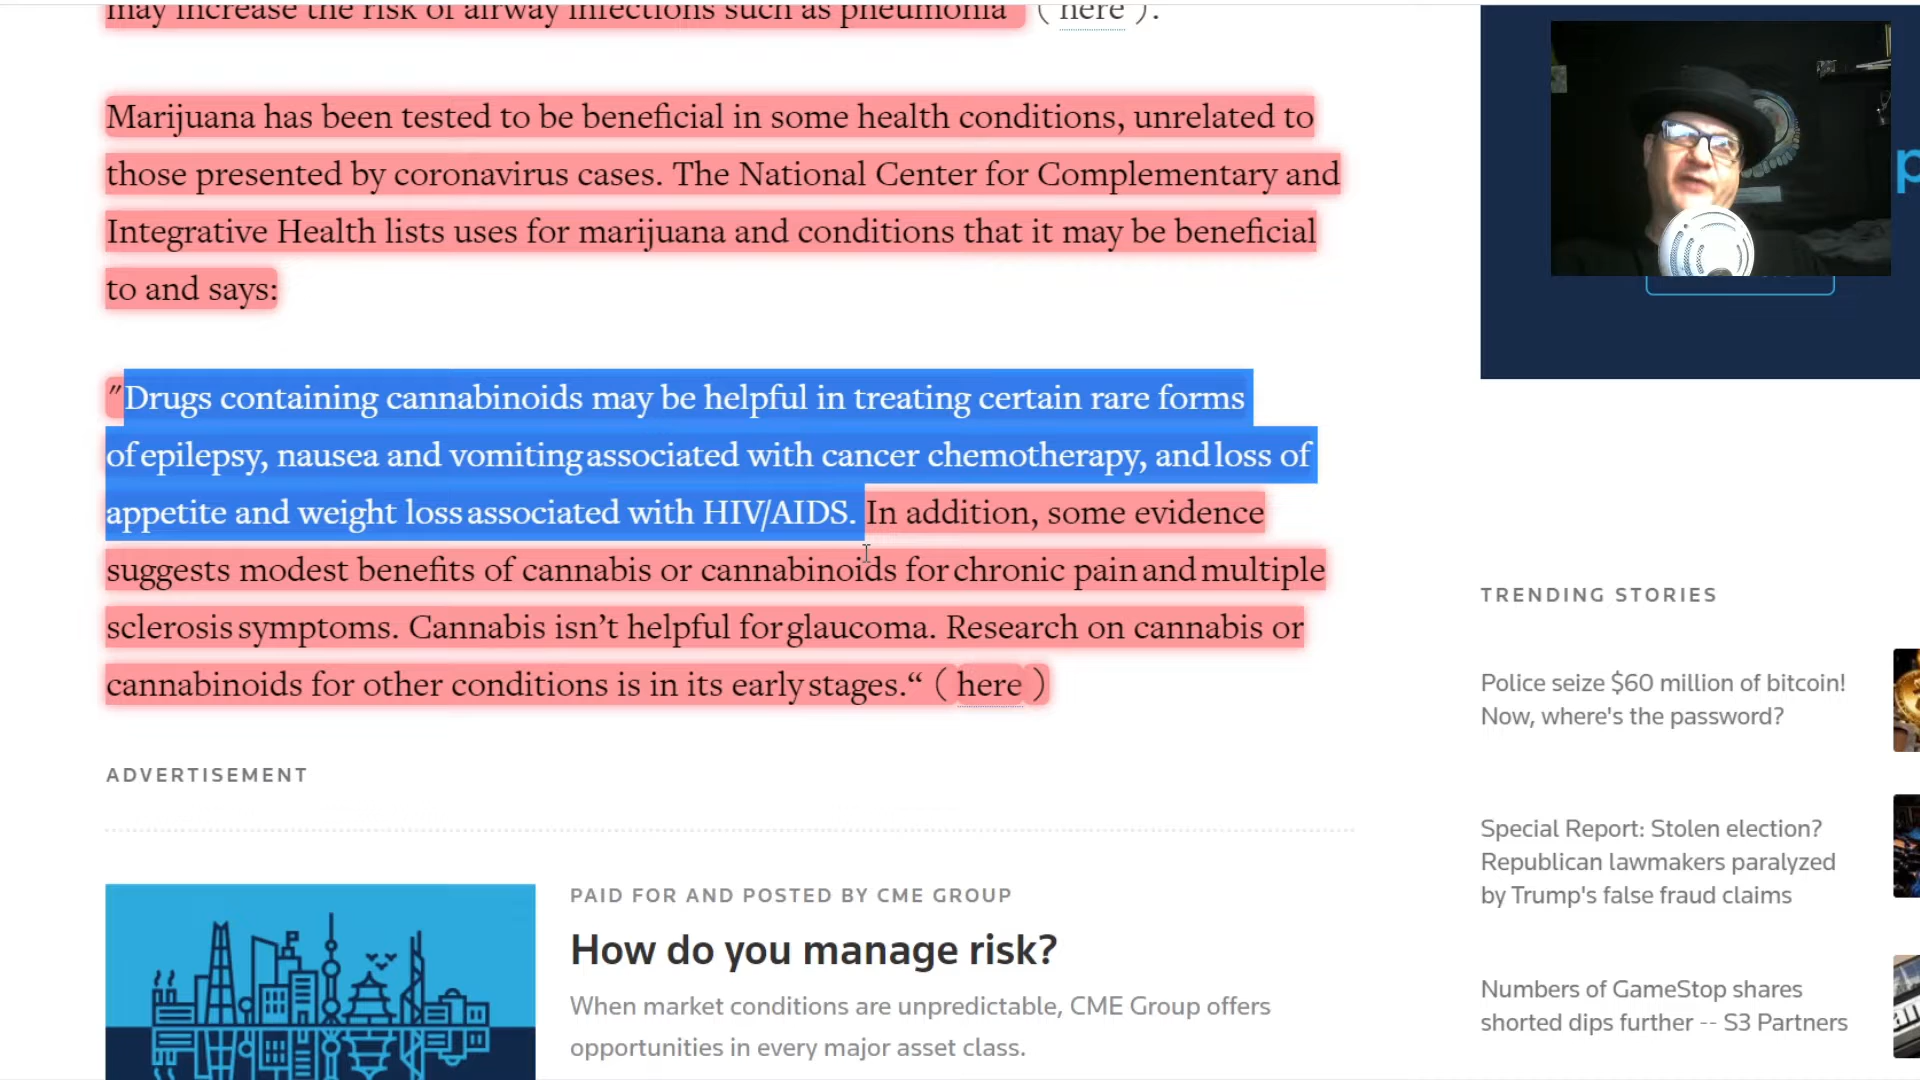 may increase the risk of airway infections such as pneumonia ( here ).
Marijuana has been tested to be beneficial in some health conditions, unrelated to
those presented by coronavirus cases. The National Center for Complementary and
Integrative Health lists uses for marijuana and conditions that it may be beneficial
to and says:
"Drugs containing cannabinoids may be helpful in treating certain rare forms
of epilepsy, nausea and vomiting associated with cancer chemotherapy, and loss of
appetite and weight loss associated with HIV/AIDS. In addition, some evidence
suggests modest benefits of cannabis or cannabinoids for chronic pain and multiple
sclerosis symptoms. Cannabis isn’t helpful for glaucoma. Research on cannabis or
cannabinoids for other conditions is in its early stages.“ ( here )
ADVERTISEMENT
PAID FOR AND POSTED BY CME GROUP
How do you manage risk?
When market conditions are unpredictable, CME Group offers
opportunities in every major asset class.
TRENDING STORIES
Police seize $60 million of bitcoin!
Now, where's the password?
Special Report: Stolen election?
Republican lawmakers paralyzed
by Trump's false fraud claims
Numbers of GameStop shares
shorted dips further -- S3 Partners